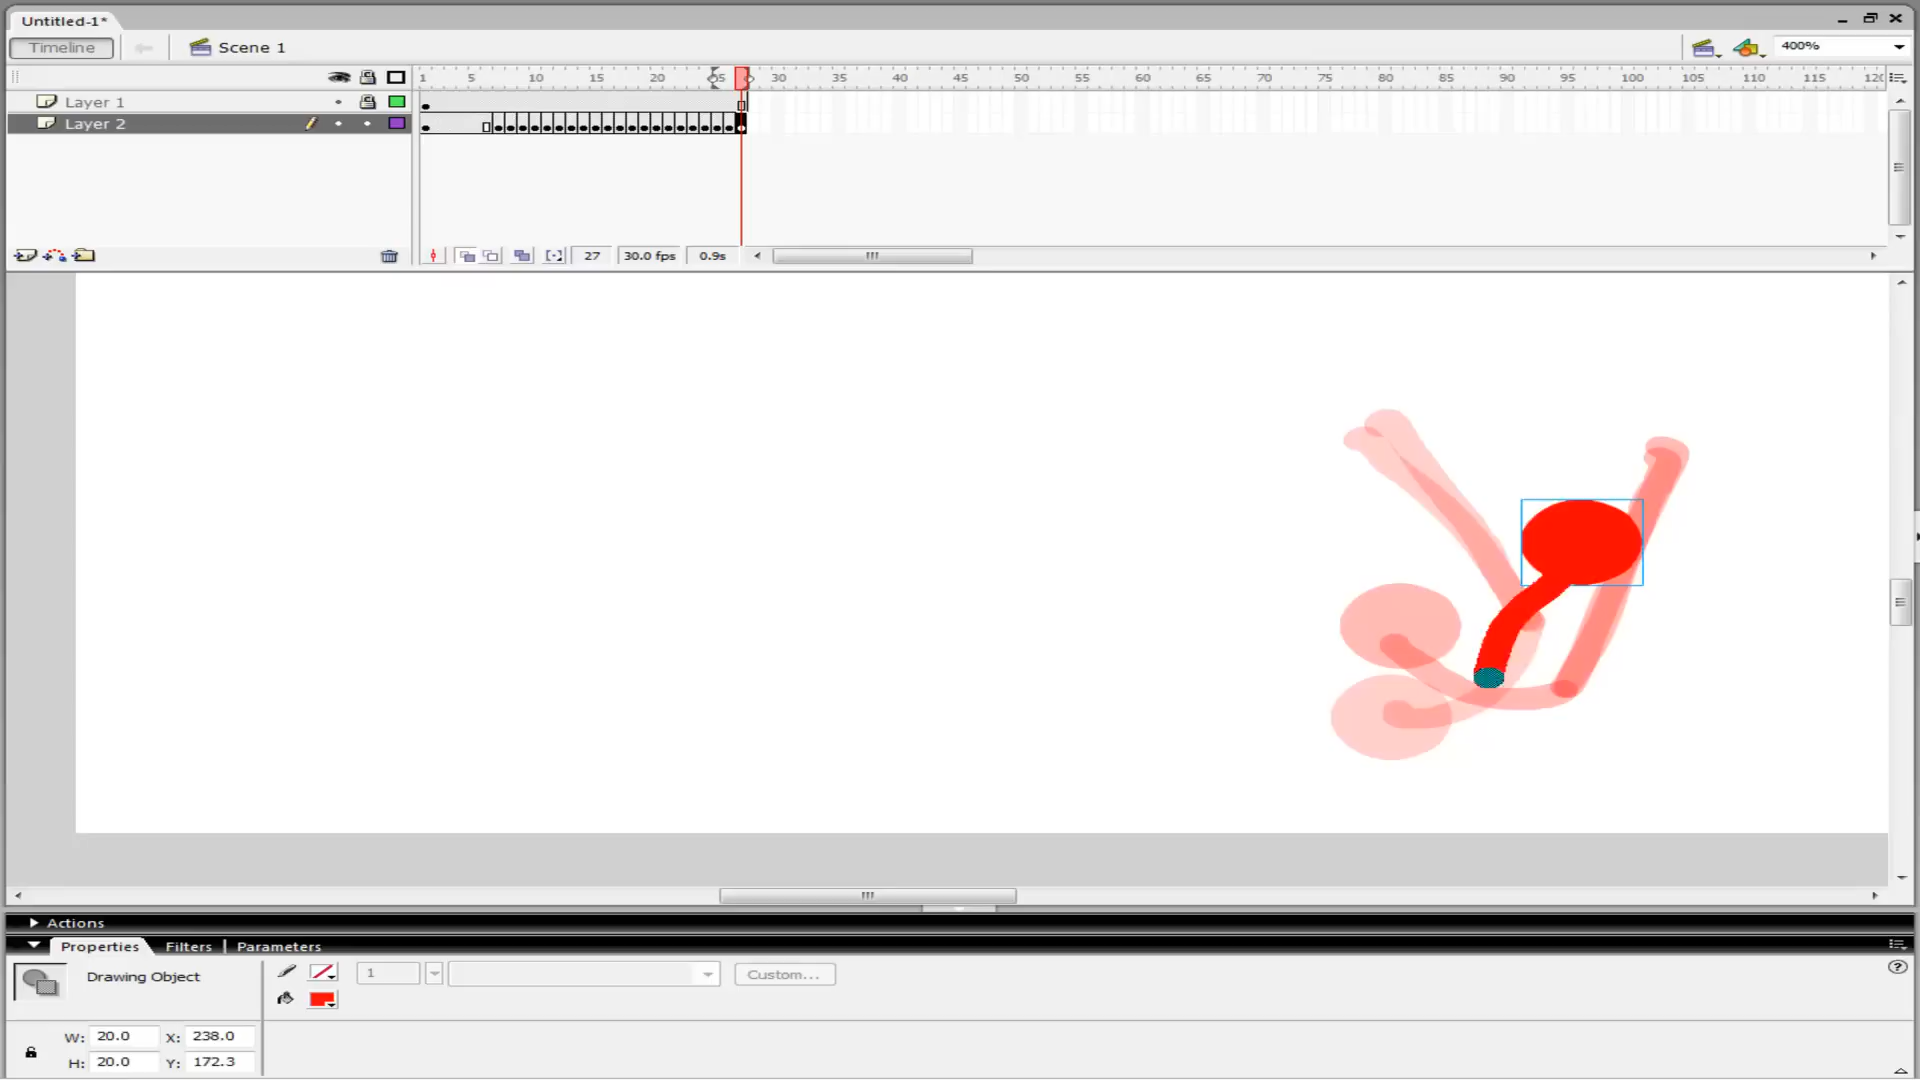 Untitled-1*
Timeline Scene 1 400%
1 5 10 15 20 25 30 35 40 45 50 55 60 65 70 75 80 85 90 95 100 105 110 115
Layer 1
Layer 2
27 30.0 fps 0.9s
Actions
Properties Filters Parameters
Drawing Object 1 Custom...
W: 20.0 X: 238.0
H: 20.0 Y: 172.3